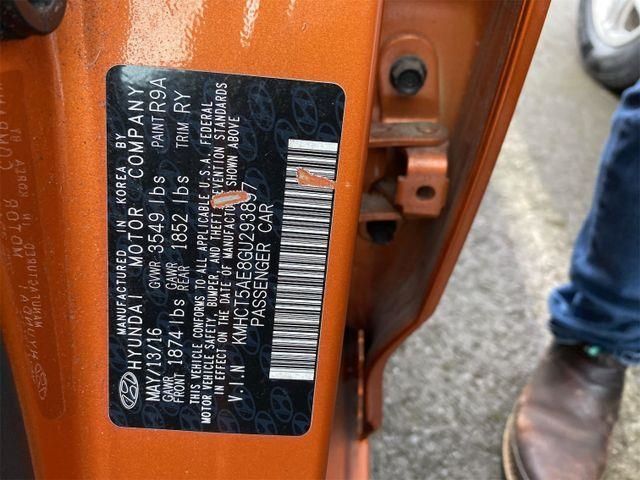 MANUFACTURED IN KOREA BY
HYUNDAI MOTOR COMPANY
MAY/13/16 GVWR 3549 lbs PAINT R9A
GAWR FRONT 1874 lbs GAWR REAR 1852 lbs TRIM RY
THIS VEHICLE CONFORMS TO ALL APPLICABLE U.S.A. FEDERAL
MOTOR VEHICLE SAFETY, BUMPER, AND THEFT PREVENTION STANDARDS
IN EFFECT ON THE DATE OF MANUFACTURE SHOWN ABOVE
V.I.N KMHCT5AE8GU293897
PASSENGER CAR